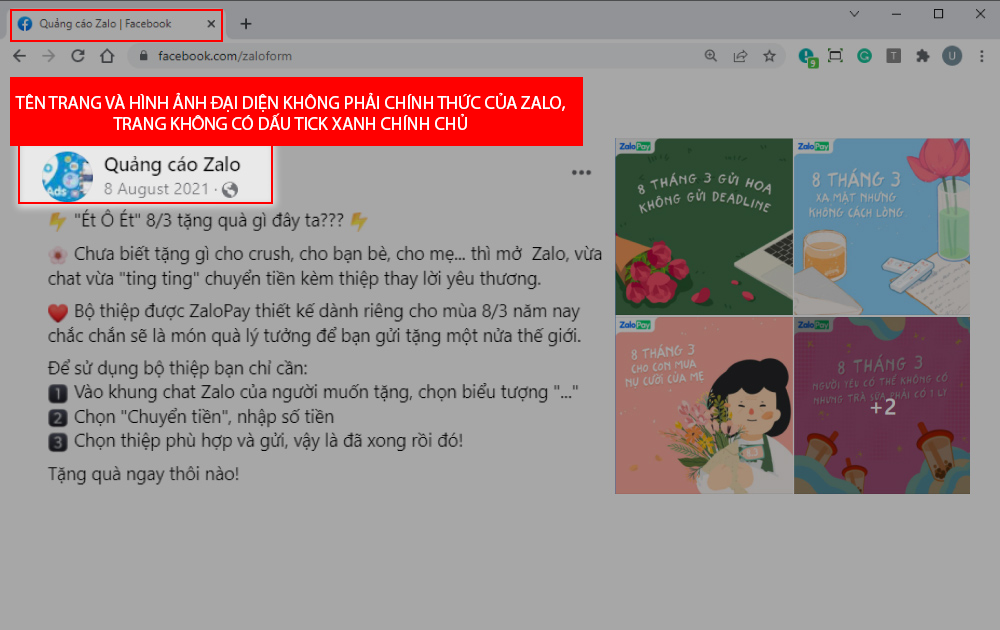 Quảng cáo Zalo | Facebook
facebook.com/zaloform
9
T
U
TÊN TRANG VÀ HÌNH ẢNH ĐẠI DIỆN KHÔNG PHẢI CHÍNH THỨC CỦA ZALO,
TRANG KHÔNG CÓ DẤU TICK XANH CHÍNH CHỦ
Ads
Quảng cáo Zalo
8 August 2021 ·
"Ét Ô Ét" 8/3 tặng quà gì đây ta???
Chưa biết tặng gì cho crush, cho bạn bè, cho mẹ... thì mở Zalo, vừa
chat vừa "ting ting" chuyển tiền kèm thiệp thay lời yêu thương.
Bộ thiệp được ZaloPay thiết kế dành riêng cho mùa 8/3 năm nay
chắc chắn sẽ là món quà lý tưởng để bạn gửi tặng một nửa thế giới.
Để sử dụng bộ thiệp bạn chỉ cần:
1 Vào khung chat Zalo của người muốn tặng, chọn biểu tượng "..."
2 Chọn "Chuyển tiền", nhập số tiền
3 Chọn thiệp phù hợp và gửi, vậy là đã xong rồi đó!
Tặng quà ngay thôi nào!
ZaloPay
8 THÁNG 3 GỬI HOA
KHÔNG GỬI DEADLINE
ZaloPay
8 THÁNG 3
XA MẶT NHƯNG
KHÔNG CÁCH LÒNG
ZaloPay
8 THÁNG 3
CHO CON MUA
NỤ CƯỜI CỦA MẸ
ZaloPay
8 THÁNG 3
NGƯỜI YÊU CÓ THỂ KHÔNG CÓ
NHƯNG TRÀ SỮA PHẢI CÓ 1 LY
+2